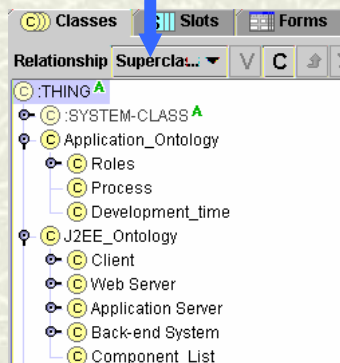 C Classes S Slots Forms
Relationship Superclas... V C
C :THING A
C :SYSTEM-CLASS A
C Application_Ontology
C Roles
C Process
C Development_time
C J2EE_Ontology
C Client
C Web Server
C Application Server
C Back-end System
C Component_List